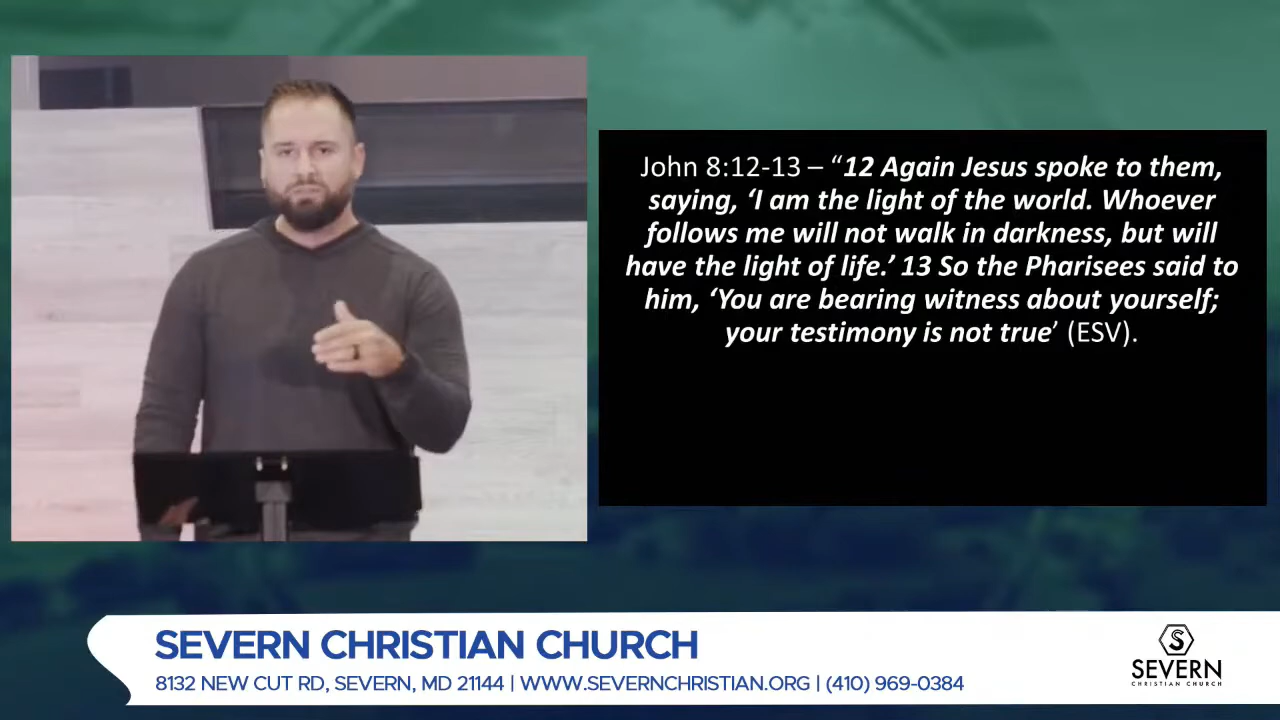 John 8:12-13 – “12 Again Jesus spoke to them,
saying, ‘I am the light of the world. Whoever
follows me will not walk in darkness, but will
have the light of life.’ 13 So the Pharisees said to
him, ‘You are bearing witness about yourself;
your testimony is not true’ (ESV).
SEVERN CHRISTIAN CHURCH
8132 NEW CUT RD, SEVERN, MD 21144 | WWW.SEVERNCHRISTIAN.ORG | (410) 969-0384
S
SEVERN
CHRISTIAN CHURCH